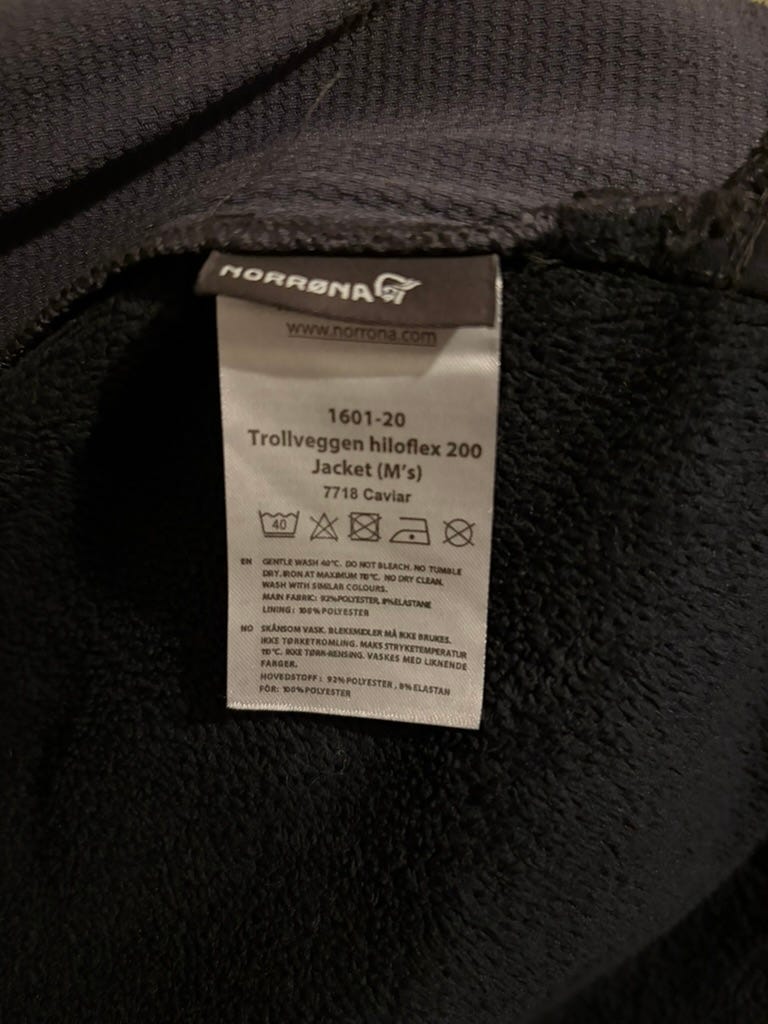 NORRØNA
www.norrona.com
1601-20
Trollveggen hiloflex 200
Jacket (M's)
7718 Caviar
40
EN GENTLE WASH 40°C. DO NOT BLEACH. NO TUMBLE
DRY. IRON AT MAXIMUM 110°C. NO DRY CLEAN.
WASH WITH SIMILAR COLOURS.
MAIN FABRIC: 92%POLYESTER, 8%ELASTANE
LINING: 100%POLYESTER
NO SKÅNSOM VASK. BLEKEMIDLER MÅ IKKE BRUKES.
IKKE TØRKETROMLING. MAKS STRYKETEMPERATUR
110°C. IKKE TØRR-RENSING. VASKES MED LIKNENDE
FARGER.
HOVEDSTOFF: 92%POLYESTER, 8%ELASTAN
FÔR: 100%POLYESTER